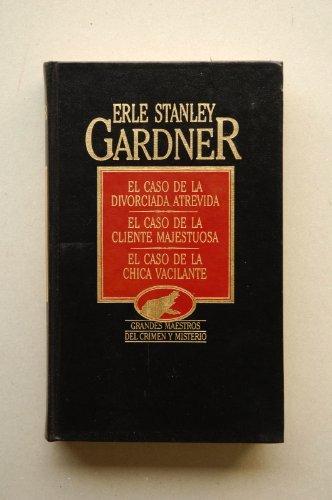 ERLE STANLEY
GARDNER
EL CASO DE LA
DIVORCIADA ATREVIDA
EL CASO DE LA
CLIENTE MAJESTUOSA
EL CASO DE LA
CHICA VACILANTE
GRANDES MAESTROS
DEL CRIMEN Y MISTERIO